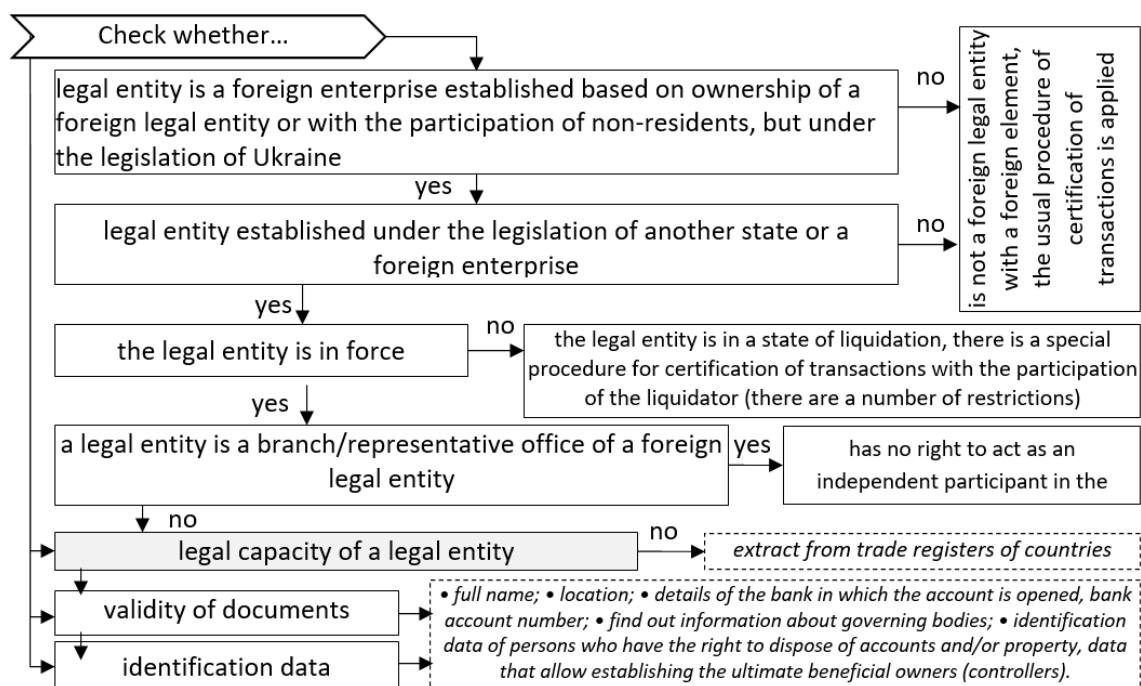 Check whether...
legal entity is a foreign enterprise established based on ownership of a
foreign legal entity or with the participation of non-residents, but under
the legislation of Ukraine
no
is not a foreign legal entity
with a foreign element,
the usual procedure of
certification of
transactions is applied
yes
legal entity established under the legislation of another state or a
foreign enterprise
no
yes
the legal entity is in force
no
the legal entity is in a state of liquidation, there is a special
procedure for certification of transactions with the participation
of the liquidator (there are a number of restrictions)
yes
a legal entity is a branch/representative office of a foreign
legal entity
yes
has no right to act as an
independent participant in the
no
legal capacity of a legal entity
no
extract from trade registers of countries
validity of documents
• full name; • location; • details of the bank in which the account is opened, bank
account number; • find out information about governing bodies; • identification
data of persons who have the right to dispose of accounts and/or property, data
that allow establishing the ultimate beneficial owners (controllers).
identification data